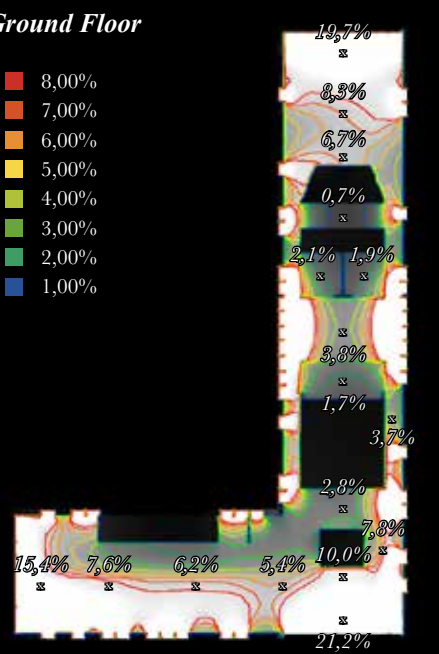 Ground Floor
8,00%
7,00%
6,00%
5,00%
4,00%
3,00%
2,00%
1,00%
19,7%
x
8,3%
x
6,7%
x
0,7%
x
2,1% 1,9%
x x
x
3,8%
x
1,7%
x
3,7%
2,8%
x
7,8%
x
10,0%
x
15,4% 7,6% 6,2% 5,4%
x x x x
x
21,2%